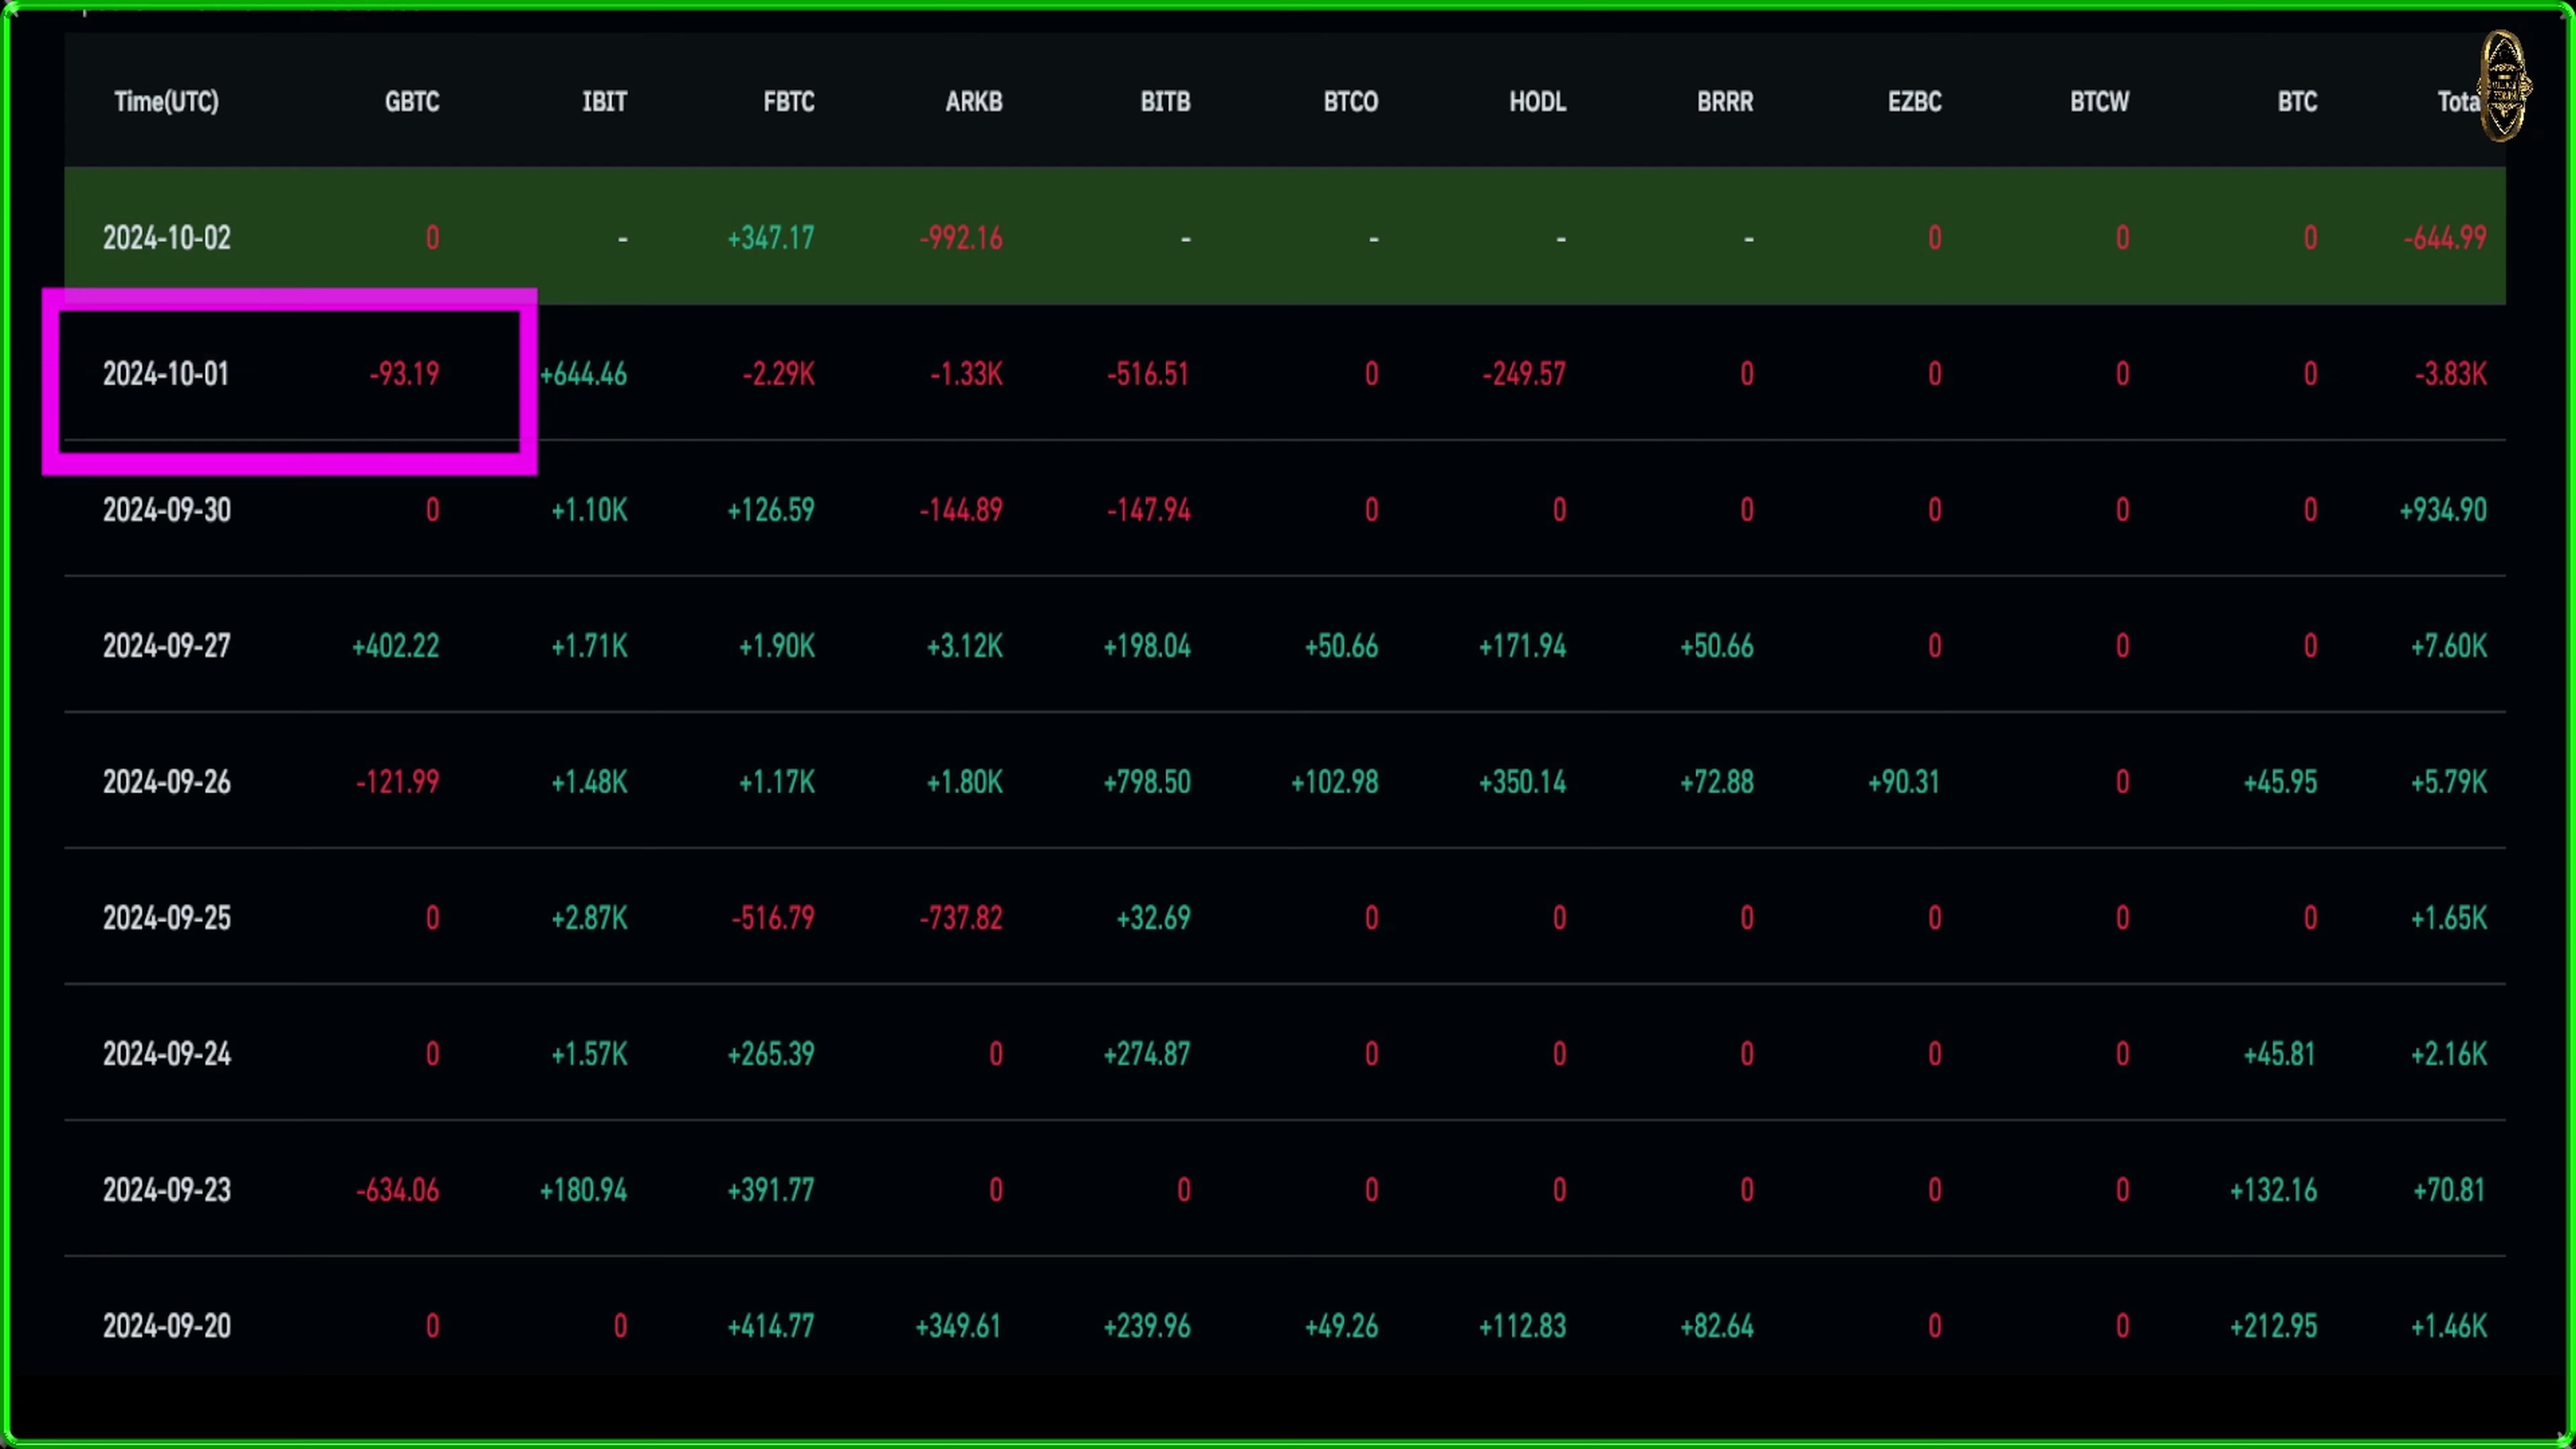 Time(UTC) GBTC IBIT FBTC ARKB BITB BTCO HODL BRRR EZBC BTCW BTC Tota
2024-10-02 0 - +347.17 -992.16 - - - - 0 0 0 -644.99
2024-10-01 -93.19 +644.46 -2.29K -1.33K -516.51 0 -249.57 0 0 0 0 -3.83K
2024-09-30 0 +1.10K +126.59 -144.89 -147.94 0 0 0 0 0 0 +934.90
2024-09-27 +402.22 +1.71K +1.90K +3.12K +198.04 +50.66 +171.94 +50.66 0 0 0 +7.60K
2024-09-26 -121.99 +1.48K +1.17K +1.80K +798.50 +102.98 +350.14 +72.88 +90.31 0 +45.95 +5.79K
2024-09-25 0 +2.87K -516.79 -737.82 +32.69 0 0 0 0 0 0 +1.65K
2024-09-24 0 +1.57K +265.39 0 +274.87 0 0 0 0 0 +45.81 +2.16K
2024-09-23 -634.06 +180.94 +391.77 0 0 0 0 0 0 0 +132.16 +70.81
2024-09-20 0 0 +414.77 +349.61 +239.96 +49.26 +112.83 +82.64 0 0 +212.95 +1.46K